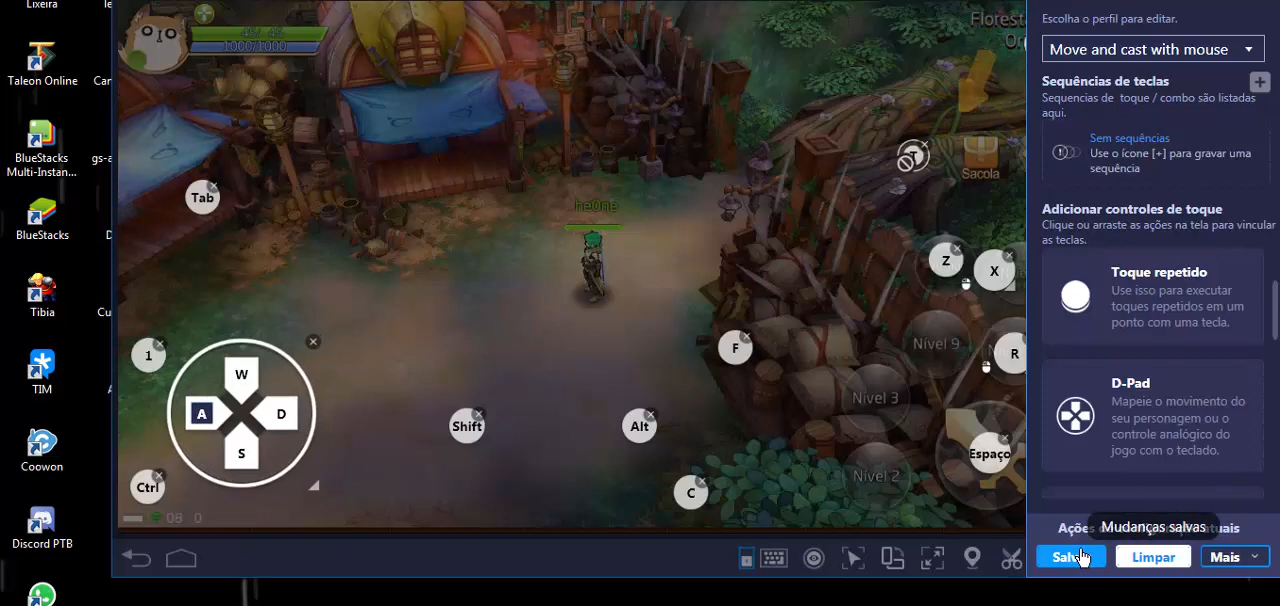 Lixeira
Taleon Online
BlueStacks
Multi-Instan...
BlueStacks
Tibia
TIM
Coowon
Discord PTB
gs-a
1000/1000
Tab
1
W
A
D
S
Ctrl
he0ne
Shift
Alt
F
C
T
Sacola
Z
X
R
Nível 9
Nível 3
Nível 2
Espaço
Escolha o perfil para editar.
Move and cast with mouse
Sequências de teclas
Sequencias de toque / combo são listadas
aqui.
Sem sequências
Use o ícone [+] para gravar uma
sequência
Adicionar controles de toque
Clique ou arraste as ações na tela para vincular
as teclas.
Toque repetido
Use isso para executar
toques repetidos em um
ponto com uma tecla.
D-Pad
Mapeie o movimento do
seu personagem ou o
controle analógico do
jogo com o teclado.
Mudanças salvas
Limpar
Mais